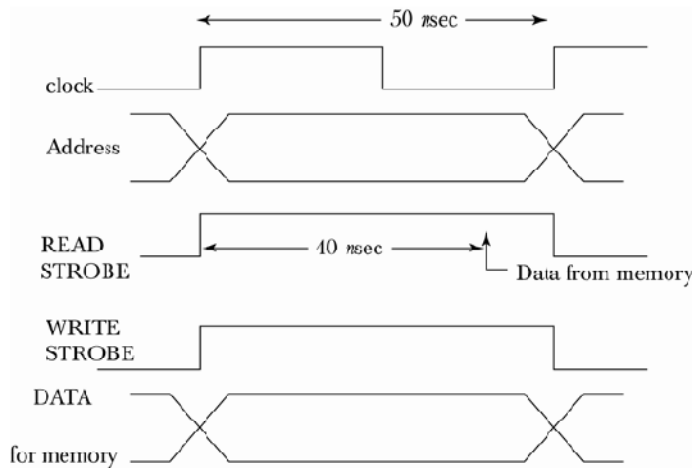 50 nsec
clock
Address
READ
STROBE
40 nsec
Data from memory
WRITE
STROBE
DATA
for memory